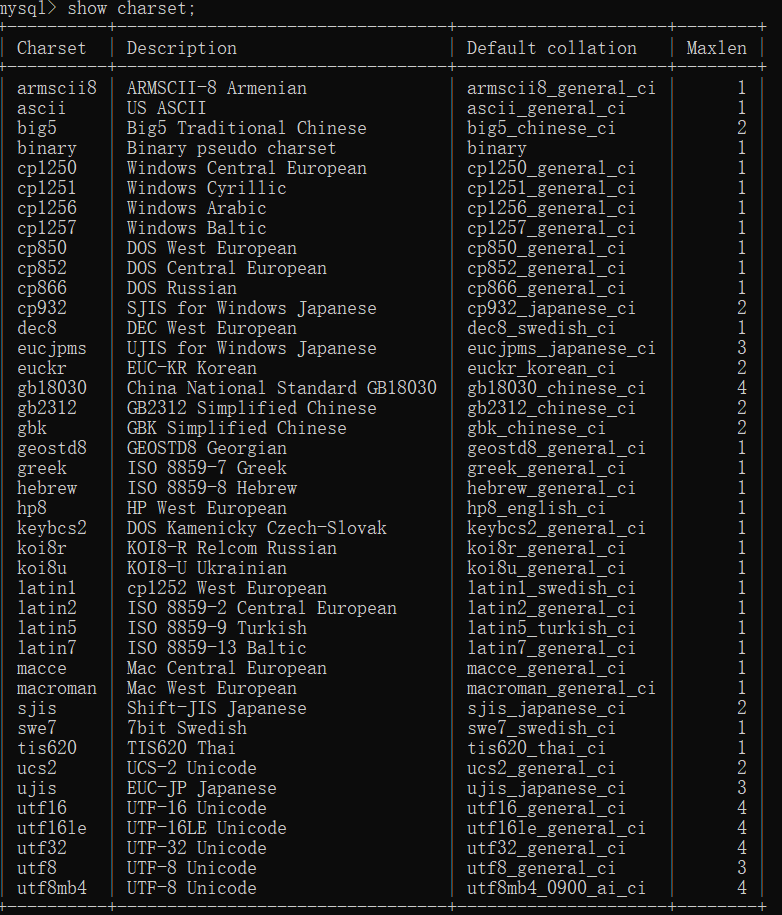 mysql> show charset;
+----------+---------------------------------+---------------------+--------+
| Charset | Description | Default collation | Maxlen |
+----------+---------------------------------+---------------------+--------+
| armscii8 | ARMSCII-8 Armenian | armscii8_general_ci | 1 |
| ascii | US ASCII | ascii_general_ci | 1 |
| big5 | Big5 Traditional Chinese | big5_chinese_ci | 2 |
| binary | Binary pseudo charset | binary | 1 |
| cp1250 | Windows Central European | cp1250_general_ci | 1 |
| cp1251 | Windows Cyrillic | cp1251_general_ci | 1 |
| cp1256 | Windows Arabic | cp1256_general_ci | 1 |
| cp1257 | Windows Baltic | cp1257_general_ci | 1 |
| cp850 | DOS West European | cp850_general_ci | 1 |
| cp852 | DOS Central European | cp852_general_ci | 1 |
| cp866 | DOS Russian | cp866_general_ci | 1 |
| cp932 | SJIS for Windows Japanese | cp932_japanese_ci | 2 |
| dec8 | DEC West European | dec8_swedish_ci | 1 |
| eucjpms | UJIS for Windows Japanese | eucjpms_japanese_ci | 3 |
| euckr | EUC-KR Korean | euckr_korean_ci | 2 |
| gb18030 | China National Standard GB18030 | gb18030_chinese_ci | 4 |
| gb2312 | GB2312 Simplified Chinese | gb2312_chinese_ci | 2 |
| gbk | GBK Simplified Chinese | gbk_chinese_ci | 2 |
| geostd8 | GEOSTD8 Georgian | geostd8_general_ci | 1 |
| greek | ISO 8859-7 Greek | greek_general_ci | 1 |
| hebrew | ISO 8859-8 Hebrew | hebrew_general_ci | 1 |
| hp8 | HP West European | hp8_english_ci | 1 |
| keybcs2 | DOS Kamenicky Czech-Slovak | keybcs2_general_ci | 1 |
| koi8r | KOI8-R Relcom Russian | koi8r_general_ci | 1 |
| koi8u | KOI8-U Ukrainian | koi8u_general_ci | 1 |
| latin1 | cp1252 West European | latin1_swedish_ci | 1 |
| latin2 | ISO 8859-2 Central European | latin2_general_ci | 1 |
| latin5 | ISO 8859-9 Turkish | latin5_turkish_ci | 1 |
| latin7 | ISO 8859-13 Baltic | latin7_general_ci | 1 |
| macce | Mac Central European | macce_general_ci | 1 |
| macroman | Mac West European | macroman_general_ci | 1 |
| sjis | Shift-JIS Japanese | sjis_japanese_ci | 2 |
| swe7 | 7bit Swedish | swe7_swedish_ci | 1 |
| tis620 | TIS620 Thai | tis620_thai_ci | 1 |
| ucs2 | UCS-2 Unicode | ucs2_general_ci | 2 |
| ujis | EUC-JP Japanese | ujis_japanese_ci | 3 |
| utf16 | UTF-16 Unicode | utf16_general_ci | 4 |
| utf16le | UTF-16LE Unicode | utf16le_general_ci | 4 |
| utf32 | UTF-32 Unicode | utf32_general_ci | 4 |
| utf8 | UTF-8 Unicode | utf8_general_ci | 3 |
| utf8mb4 | UTF-8 Unicode | utf8mb4_0900_ai_ci | 4 |
+----------+---------------------------------+---------------------+--------+